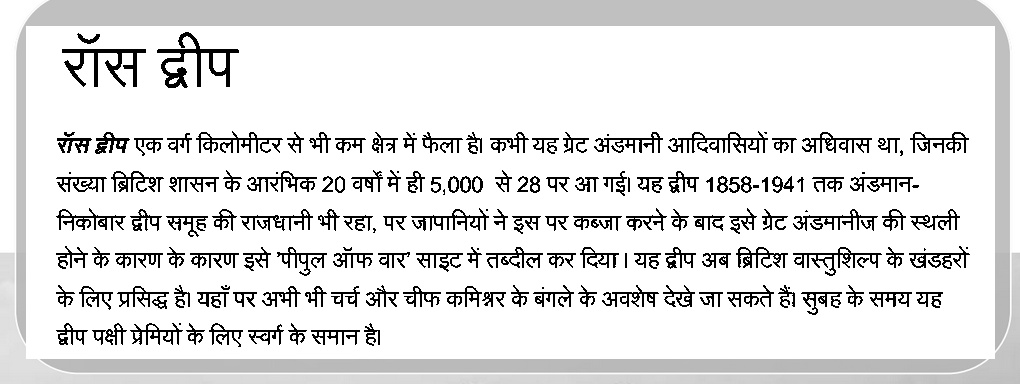 रॉस द्वीप
रॉस द्वीप एक वर्ग किलोमीटर से भी कम क्षेत्र में फैला है। कभी यह ग्रेट अंडमानी आदिवासियों का अधिवास था, जिनकी
संख्या ब्रिटिश शासन के आरंभिक 20 वर्षों में ही 5,000 से 28 पर आ गई। यह द्वीप 1858-1941 तक अंडमान-
निकोबार द्वीप समूह की राजधानी भी रहा, पर जापानियों ने इस पर कब्जा करने के बाद इसे ग्रेट अंडमानीज की स्थली
होने के कारण के कारण इसे 'पीपुल ऑफ वार' साइट में तब्दील कर दिया । यह द्वीप अब ब्रिटिश वास्तुशिल्प के खंडहरों
के लिए प्रसिद्ध है। यहाँ पर अभी भी चर्च और चीफ कमिश्नर के बंगले के अवशेष देखे जा सकते हैं। सुबह के समय यह
द्वीप पक्षी प्रेमियों के लिए स्वर्ग के समान है।